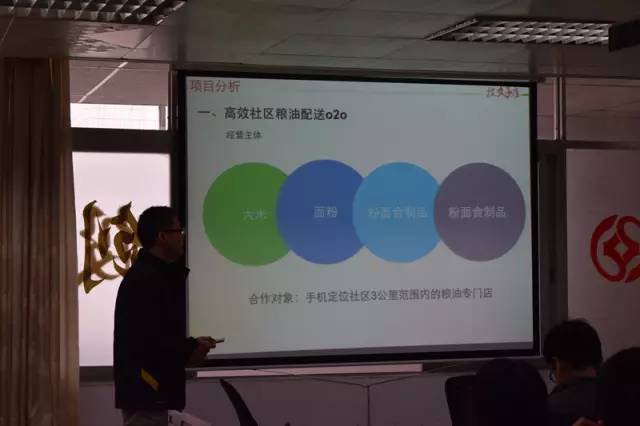 项目分析
一、高效社区粮油配送o2o
经营主体
大米
面粉
粉面食制品
粉面食制品
合作对象：手机定位社区3公里范围内的粮油专门店